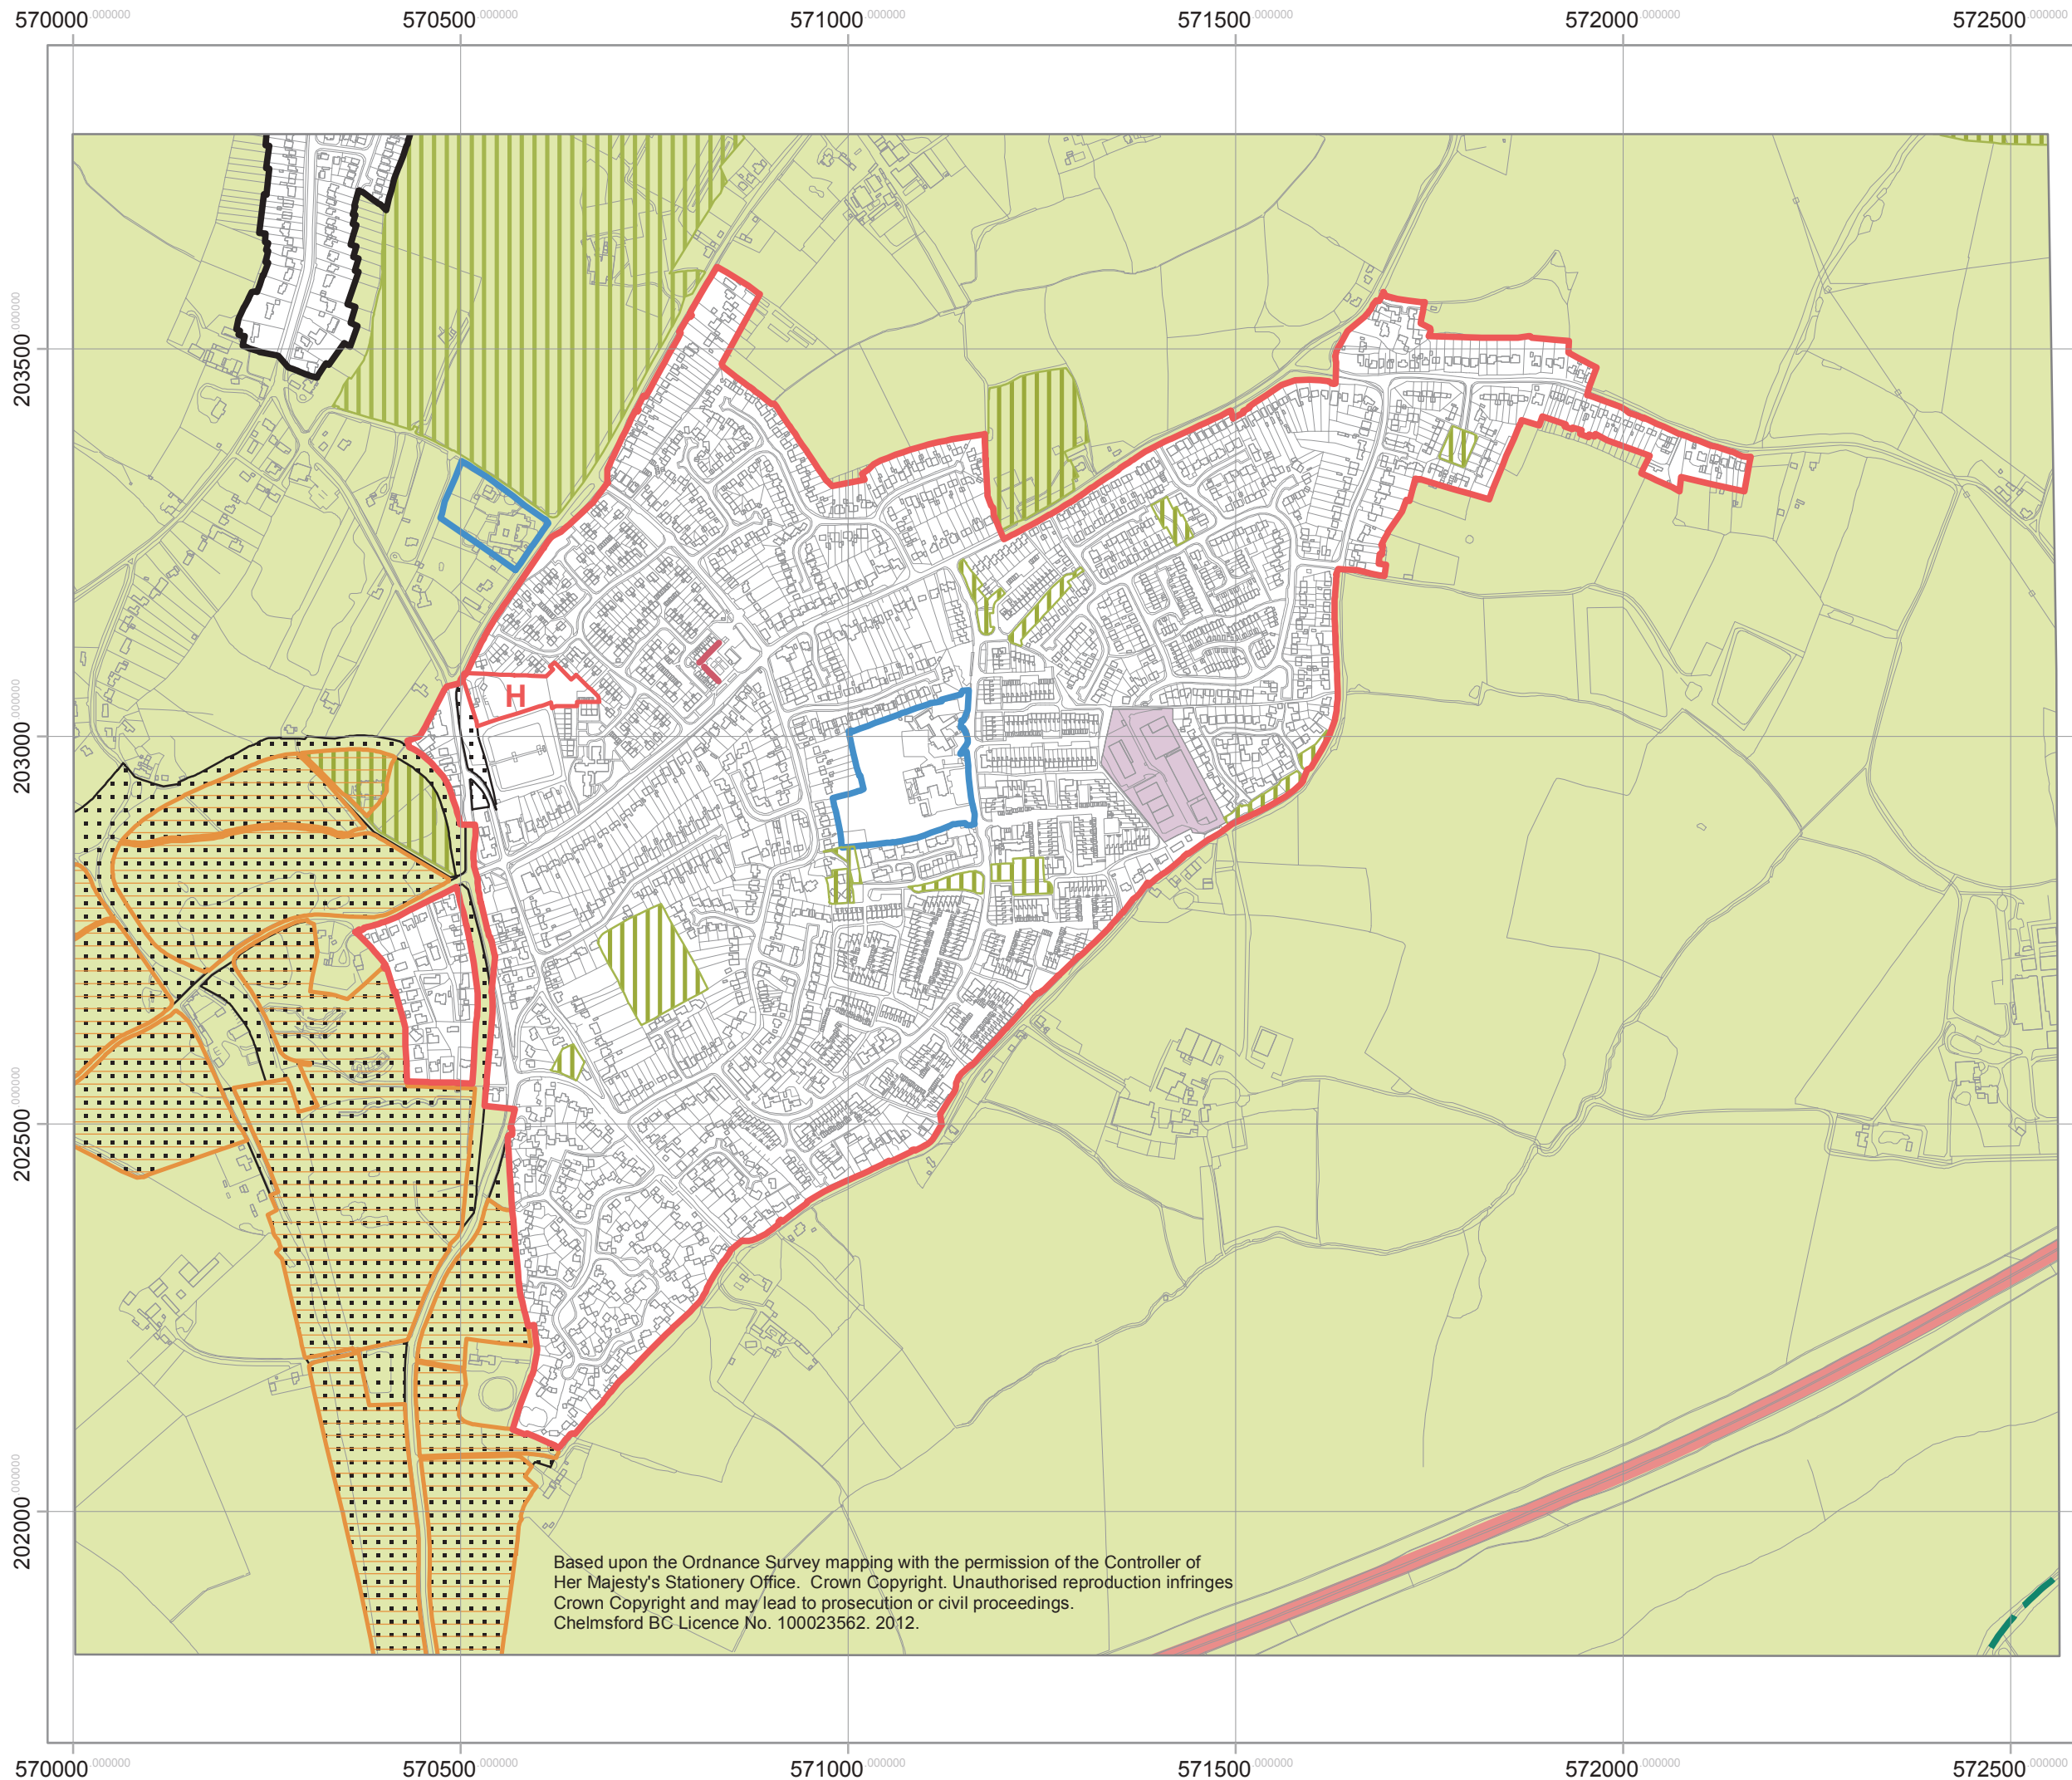 570000.000000 570500.000000 571000.000000 571500.000000 572000.000000 572500.000000
203500.000000
203000.000000
202500.000000
202000.000000
H
Based upon the Ordnance Survey mapping with the permission of the Controller of
Her Majesty's Stationery Office. Crown Copyright. Unauthorised reproduction infringes
Crown Copyright and may lead to prosecution or civil proceedings.
Chelmsford BC Licence No. 100023562. 2012.
570000.000000 570500.000000 571000.000000 571500.000000 572000.000000 572500.000000